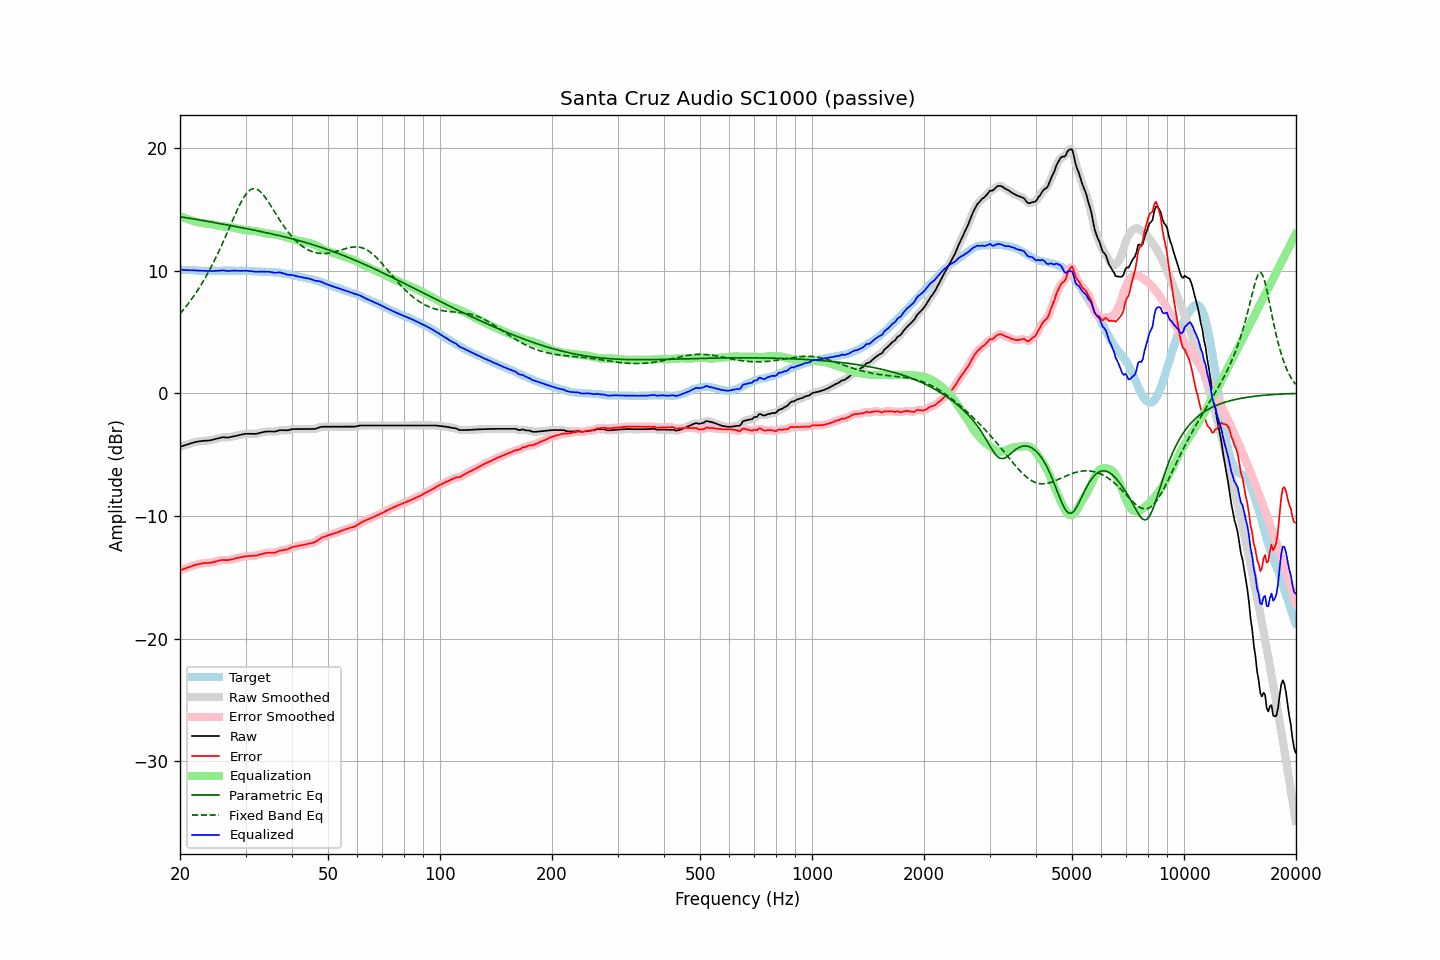 Santa Cruz Audio SC1000 (passive)
Amplitude (dBr)
20
10
0
−10
−20
−30
Target
Raw Smoothed
Error Smoothed
Raw
Error
Equalization
Parametric Eq
Fixed Band Eq
Equalized
20 50 100 200 500 1000 2000 5000 10000 20000
Frequency (Hz)